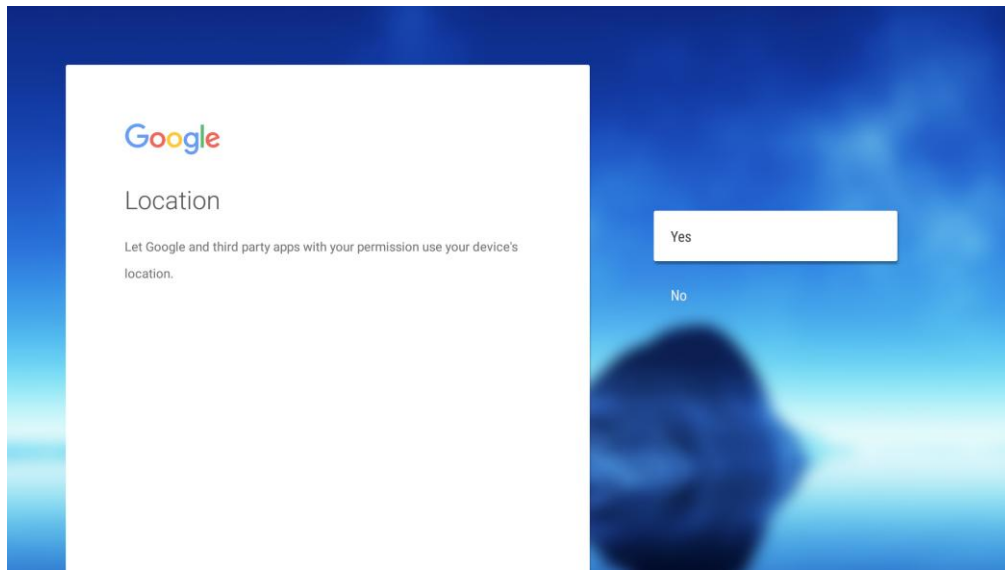 Google
Location
Let Google and third party apps with your permission use your device's
location.
Yes
No